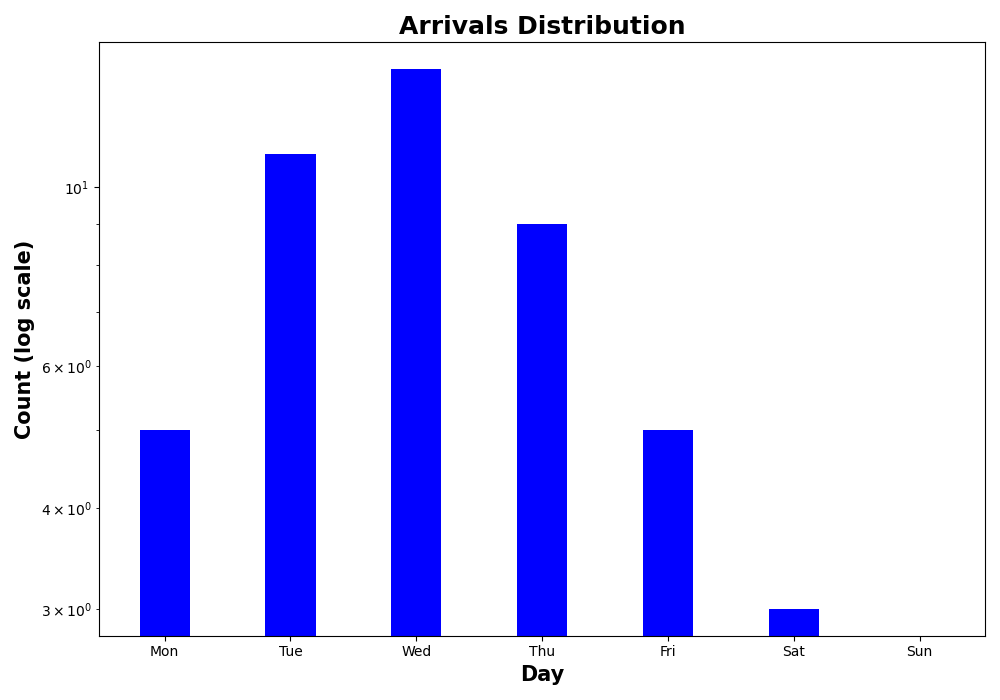 Arrivals Distribution
10¹
6 × 10⁰
4 × 10⁰
3 × 10⁰
Count (log scale)
Mon Tue Wed Thu Fri Sat Sun
Day